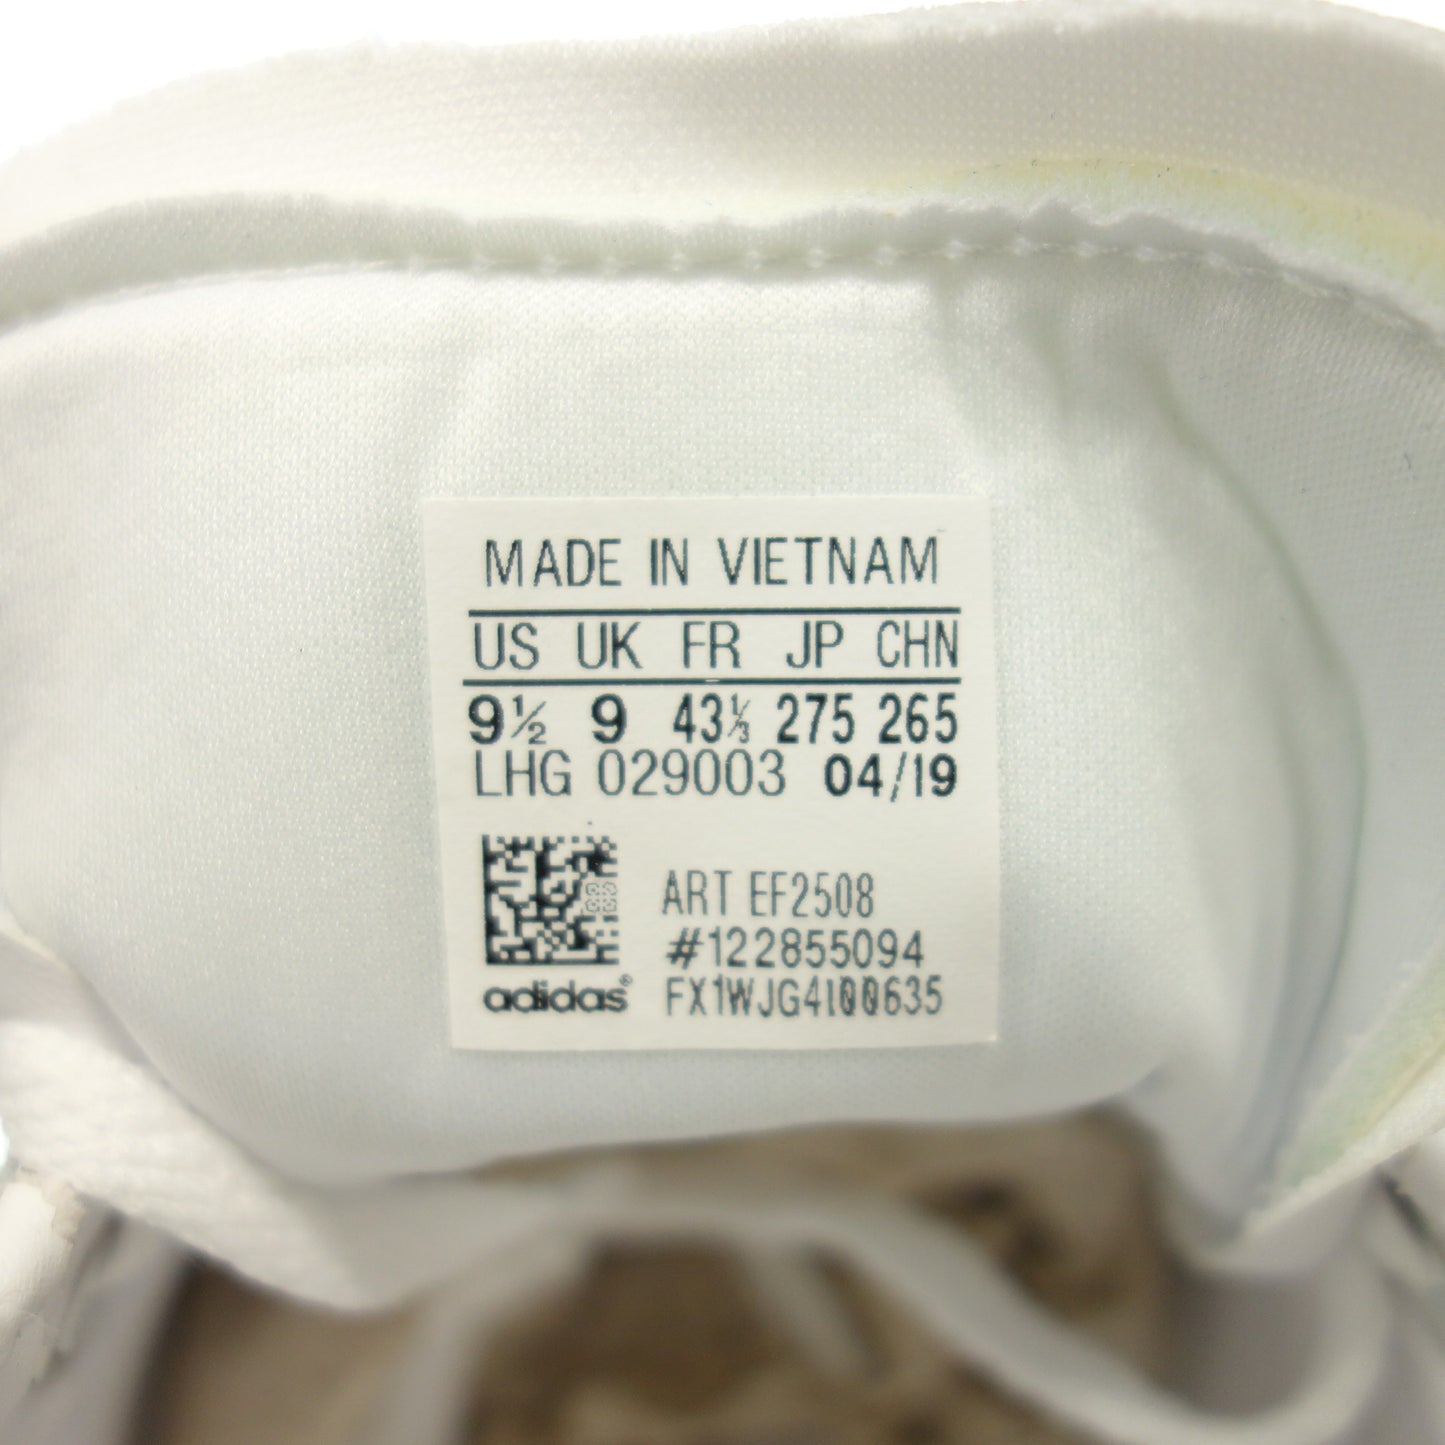 MADE IN VIETNAM
US UK FR JP CHN
9½ 9 43⅓ 275 265
LHG 029003 04/19
ART EF2508
#122855094
adidas® FX1WJG4I00635